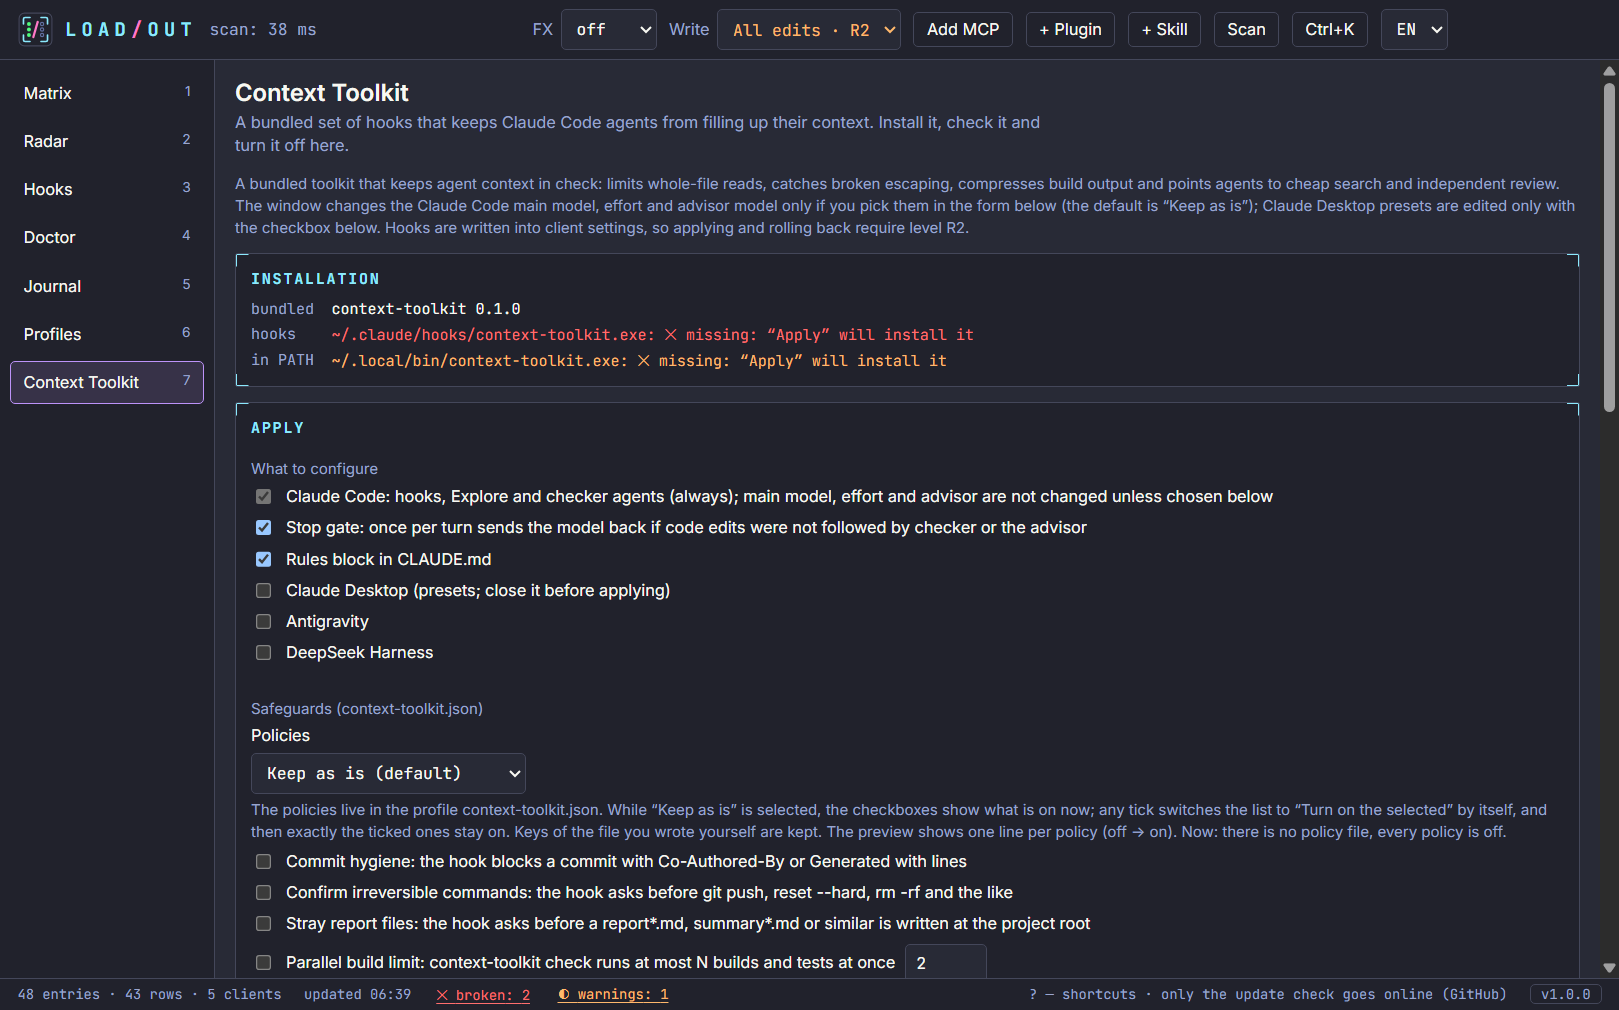 LOAD/OUT scan: 38 ms FX off Write All edits · R2 Add MCP + Plugin + Skill Scan Ctrl+K EN
Matrix 1
Radar 2
Hooks 3
Doctor 4
Journal 5
Profiles 6
Context Toolkit 7
Context Toolkit
A bundled set of hooks that keeps Claude Code agents from filling up their context. Install it, check it and
turn it off here.
A bundled toolkit that keeps agent context in check: limits whole-file reads, catches broken escaping, compresses build output and points agents to cheap search and independent review.
The window changes the Claude Code main model, effort and advisor model only if you pick them in the form below (the default is “Keep as is”); Claude Desktop presets are edited only with
the checkbox below. Hooks are written into client settings, so applying and rolling back require level R2.
INSTALLATION
bundled context-toolkit 0.1.0
hooks ~/.claude/hooks/context-toolkit.exe: ✕ missing: “Apply” will install it
in PATH ~/.local/bin/context-toolkit.exe: ✕ missing: “Apply” will install it
APPLY
What to configure
Claude Code: hooks, Explore and checker agents (always); main model, effort and advisor are not changed unless chosen below
Stop gate: once per turn sends the model back if code edits were not followed by checker or the advisor
Rules block in CLAUDE.md
Claude Desktop (presets; close it before applying)
Antigravity
DeepSeek Harness
Safeguards (context-toolkit.json)
Policies
Keep as is (default)
The policies live in the profile context-toolkit.json. While “Keep as is” is selected, the checkboxes show what is on now; any tick switches the list to “Turn on the selected” by itself, and
then exactly the ticked ones stay on. Keys of the file you wrote yourself are kept. The preview shows one line per policy (off → on). Now: there is no policy file, every policy is off.
Commit hygiene: the hook blocks a commit with Co-Authored-By or Generated with lines
Confirm irreversible commands: the hook asks before git push, reset --hard, rm -rf and the like
Stray report files: the hook asks before a report*.md, summary*.md or similar is written at the project root
Parallel build limit: context-toolkit check runs at most N builds and tests at once 2
48 entries · 43 rows · 5 clients updated 06:39 ✕ broken: 2 ◐ warnings: 1 ? — shortcuts · only the update check goes online (GitHub) v1.0.0